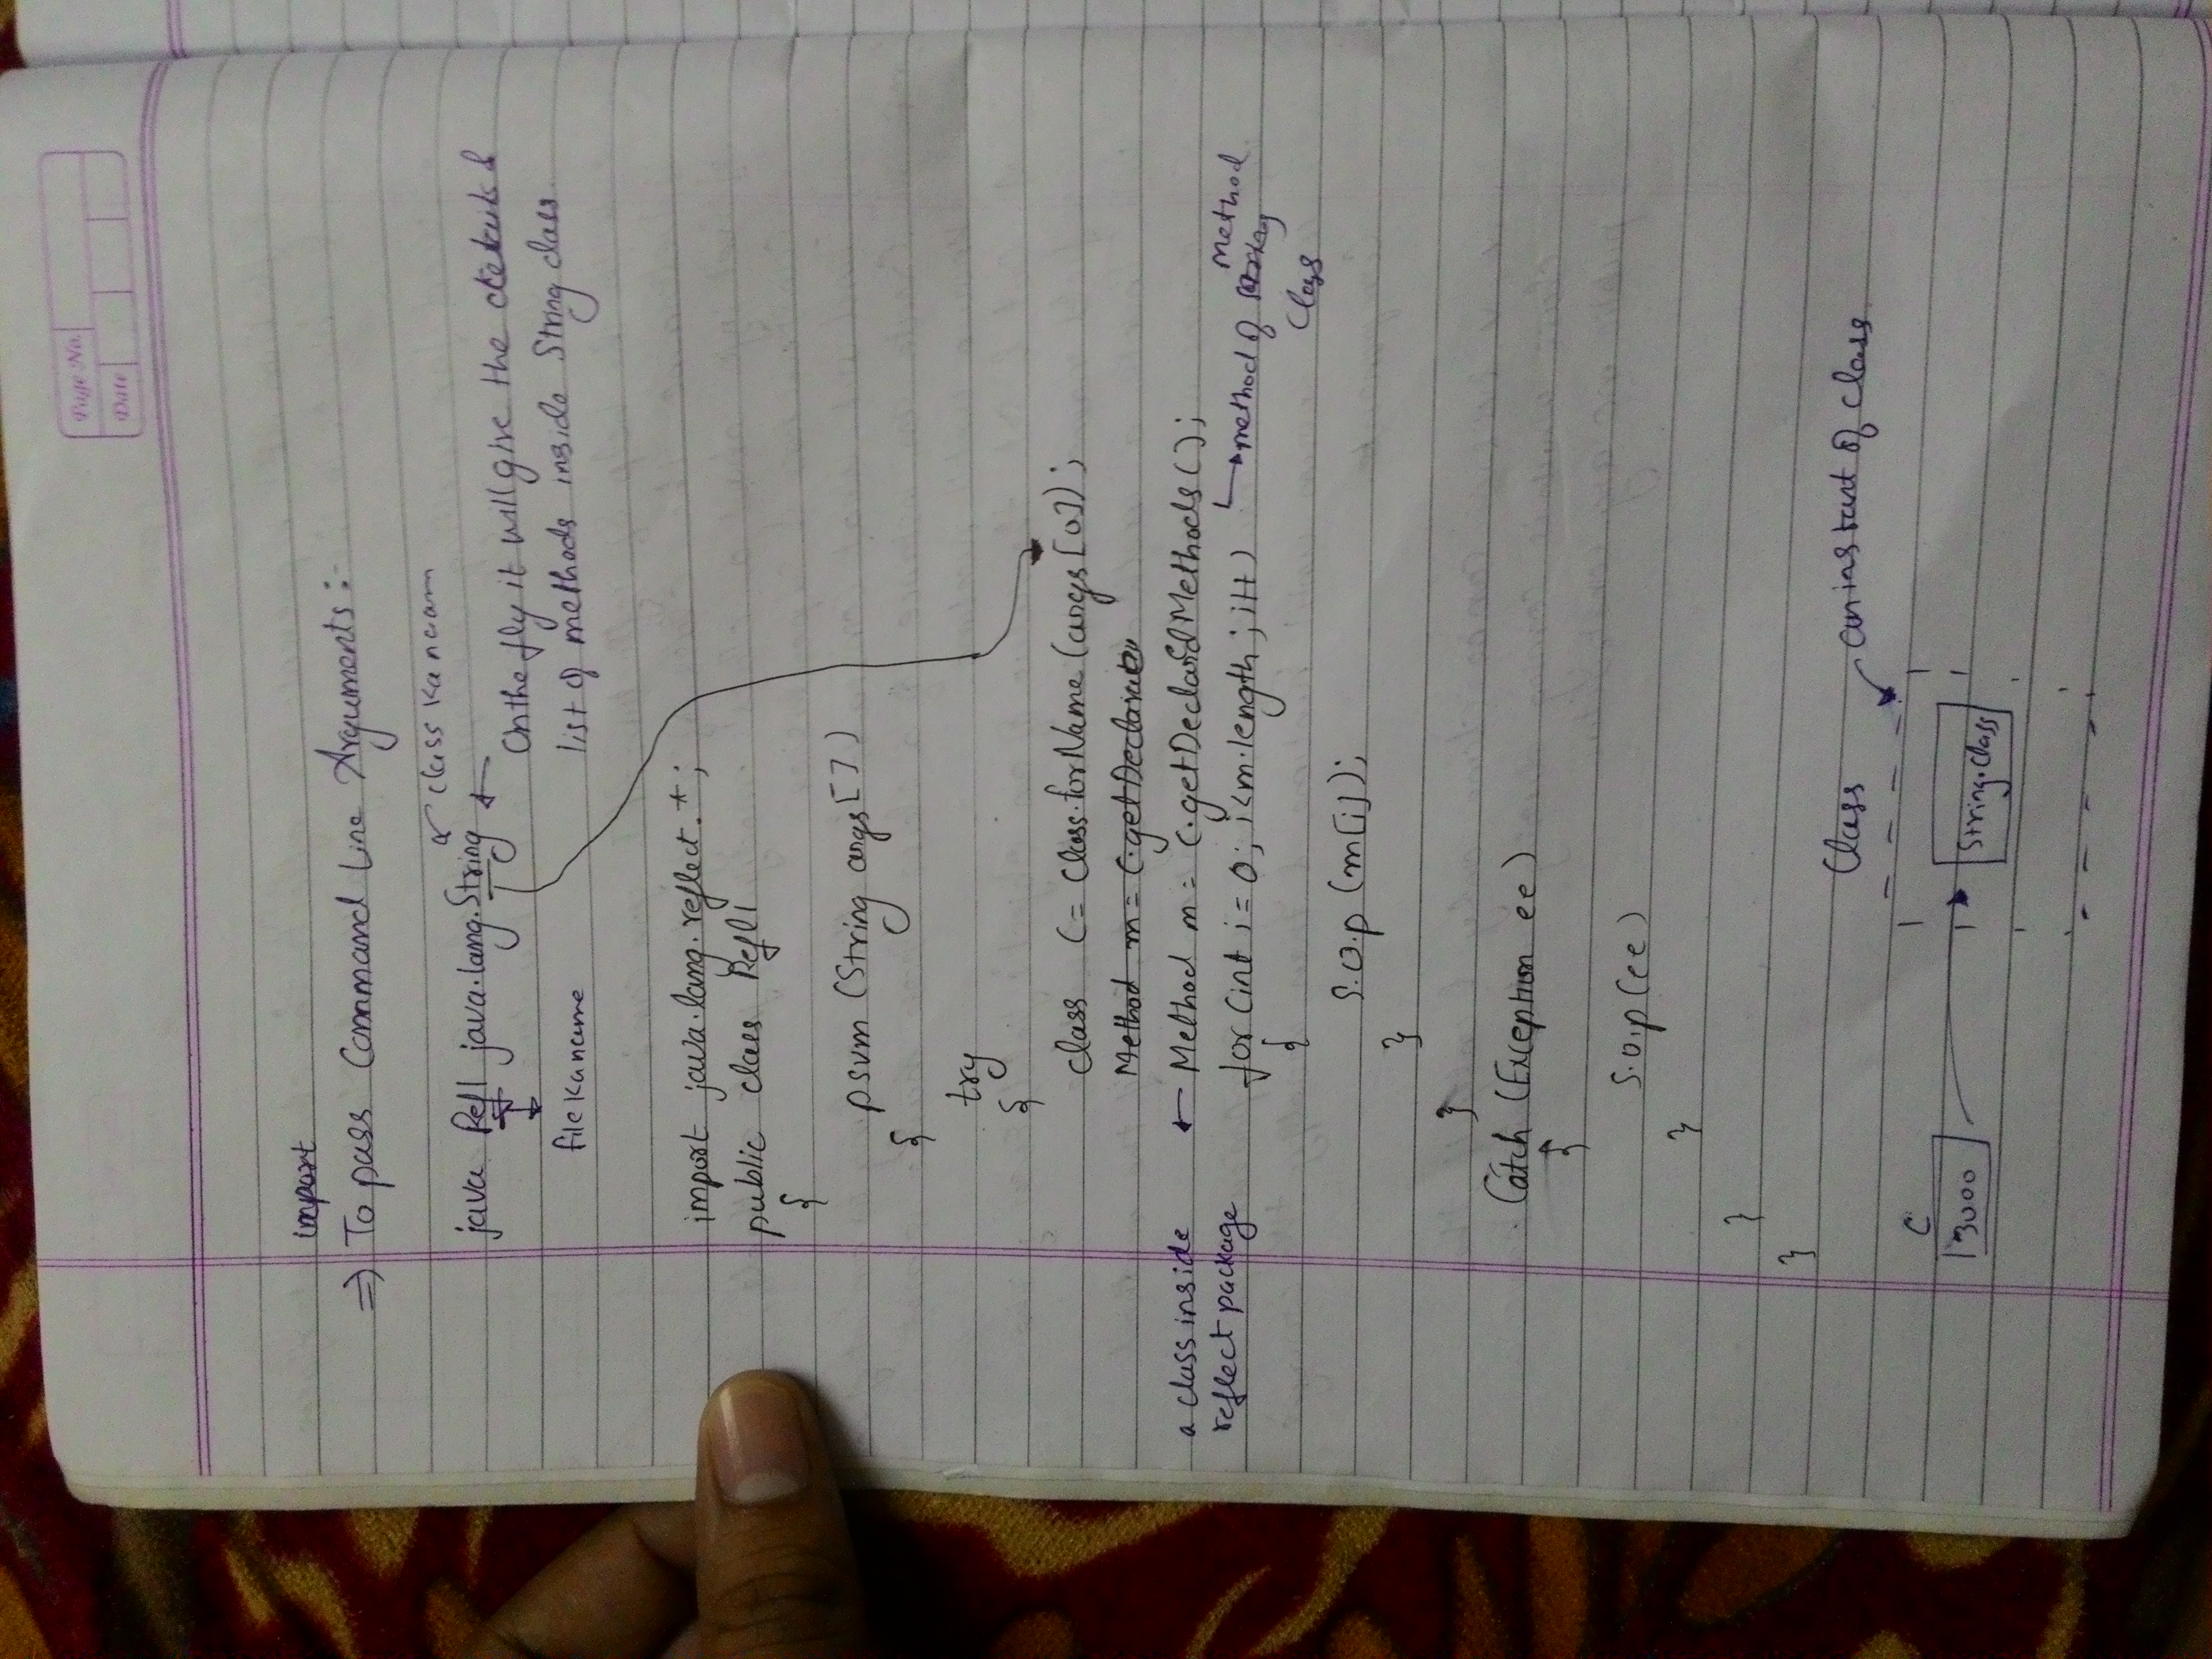 Page No.
Date
import
⇒ To pass Command Line Arguments :-
class ka naam
java Refl java.lang.String
On the fly it will give the details &
list of methods inside String class.
file ka name
import java.lang.reflect.*;
public class Refl1
{
psvm (String args[])
{
try
{
class C = Class.forName (args[0]);
Method m = C.getDeclare
a class inside
reflect package
← Method m = C.getDeclaredMethods();
for (int i = 0; i<m.length; i++)
method of String Method
Class
{
S.O.p (m[i]);
}
}
Catch (Exception ee)
{
S.O.p (ee)
}
}
}
Class
an instant of class
C
3000
String.class